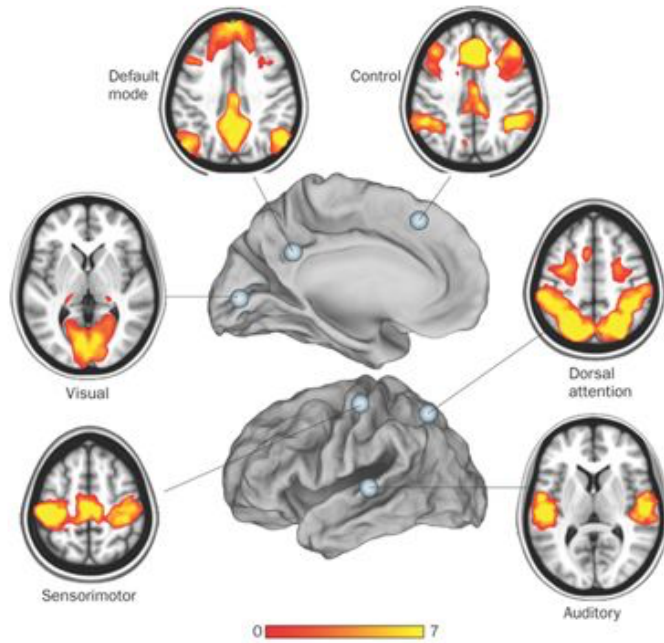 Default
mode
Control
Visual
Dorsal
attention
Sensorimotor
Auditory
0 7